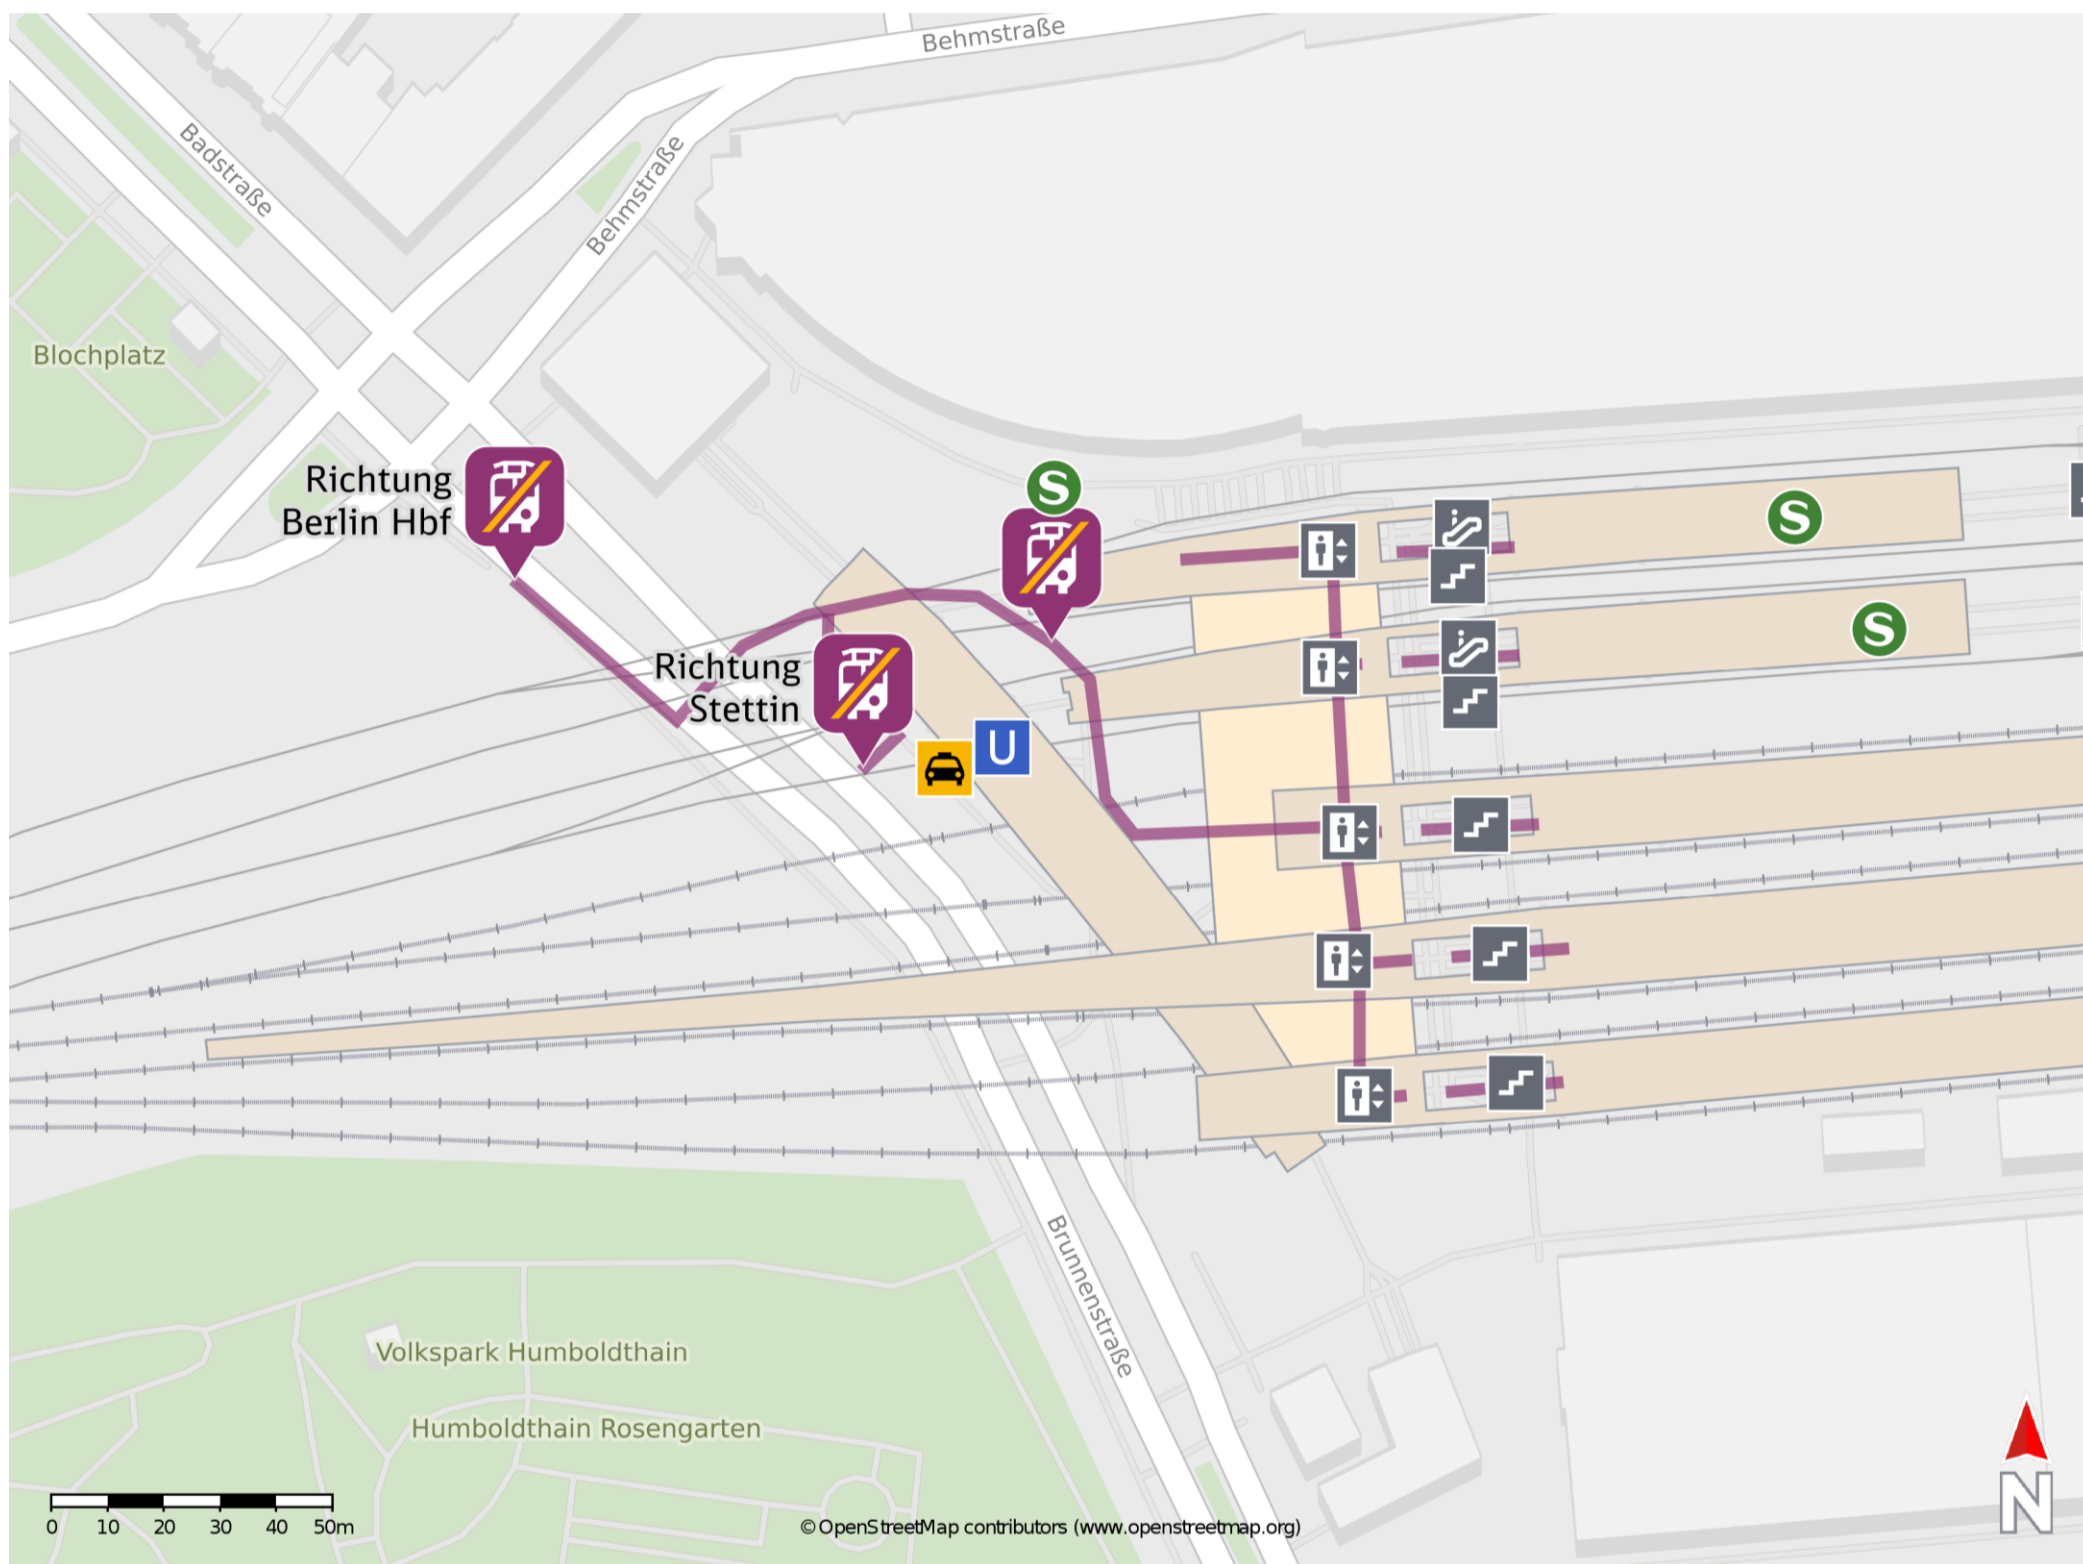 Behmstraße
Badstraße
Behmstraße
Blochplatz
Richtung
Berlin Hbf
S
S
S
Richtung
Stettin
U
Brunnenstraße
Volkspark Humboldthain
Humboldthain Rosengarten
0 10 20 30 40 50m
©OpenStreetMap contributors (www.openstreetmap.org)
N